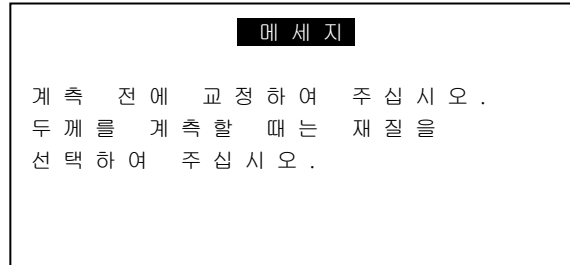 메세지
계측 전에 교정하여 주십시오.
두께를 계측할 때는 재질을
선택하여 주십시오.